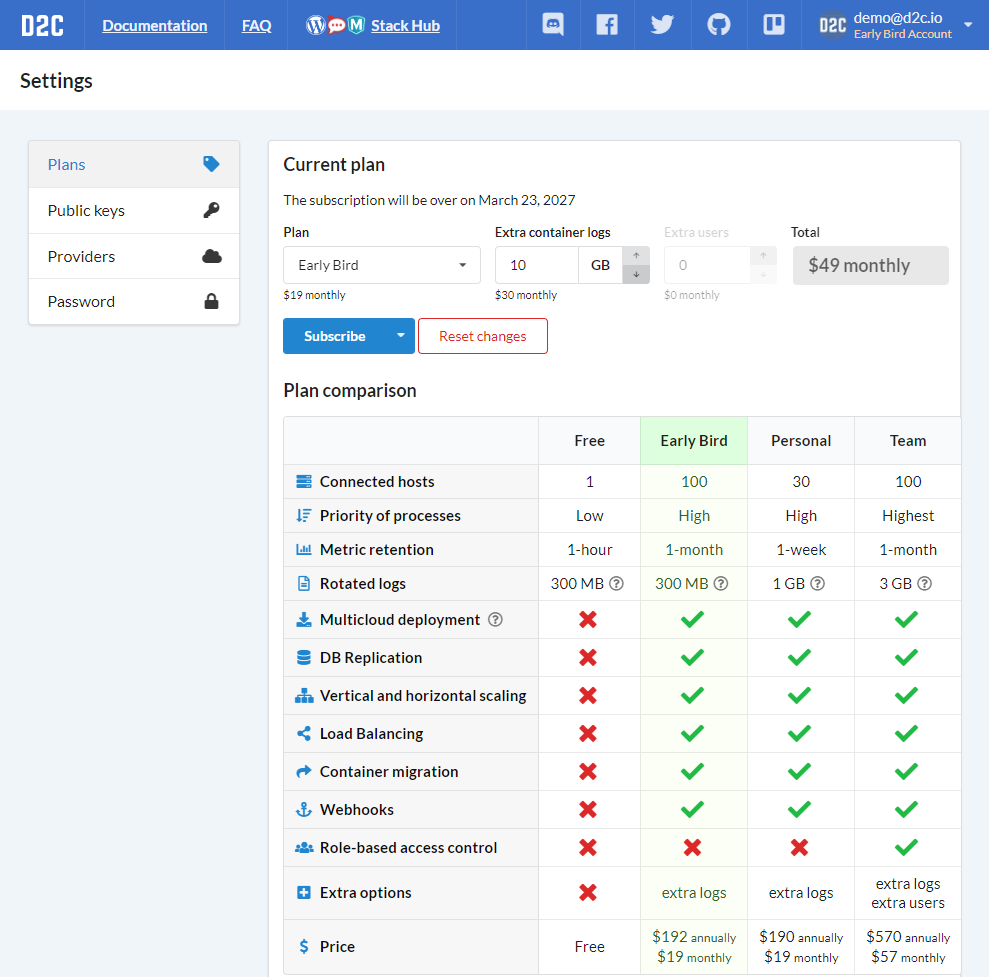 D2C Documentation FAQ Stack Hub D2C demo@d2c.io
Early Bird Account
Settings
Plans
Public keys
Providers
Password
Current plan
The subscription will be over on March 23, 2027
Plan Extra container logs Extra users Total
Early Bird 10 GB 0 $49 monthly
$19 monthly $30 monthly $0 monthly
Subscribe Reset changes
Plan comparison
Free Early Bird Personal Team
Connected hosts 1 100 30 100
Priority of processes Low High High Highest
Metric retention 1-hour 1-month 1-week 1-month
Rotated logs 300 MB ? 300 MB ? 1 GB ? 3 GB ?
Multicloud deployment ?
DB Replication
Vertical and horizontal scaling
Load Balancing
Container migration
Webhooks
Role-based access control
Extra options extra logs extra logs extra logs
extra users
Price Free $192 annually $190 annually $570 annually
$19 monthly $19 monthly $57 monthly